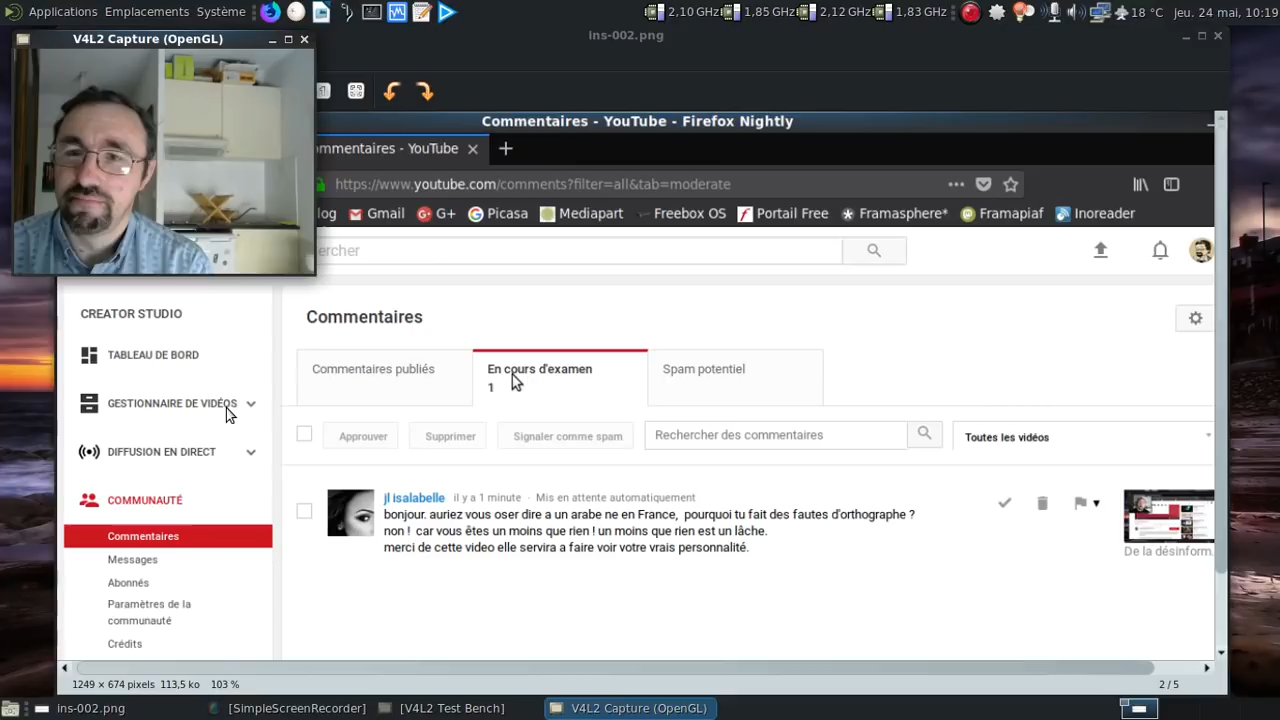 Applications Emplacements Système
2,10 GHz 1,85 GHz 2,12 GHz 1,83 GHz 18 °C jeu. 24 mai, 10:19
V4L2 Capture (OpenGL)
ins-002.png
Commentaires - YouTube - Firefox Nightly
ommentaires - YouTube
https://www.youtube.com/comments?filter=all&tab=moderate
log Gmail G+ Picasa Mediapart Freebox OS Portail Free Framasphere* Framapiaf Inoreader
ercher
CREATOR STUDIO
TABLEAU DE BORD
GESTIONNAIRE DE VIDÉOS
DIFFUSION EN DIRECT
COMMUNAUTÉ
Commentaires
Messages
Abonnés
Paramètres de la
communauté
Crédits
Commentaires
Commentaires publiés
En cours d'examen
1
Spam potentiel
Approuver Supprimer Signaler comme spam Rechercher des commentaires Toutes les vidéos
jl isalabelle il y a 1 minute · Mis en attente automatiquement
bonjour. auriez vous oser dire a un arabe ne en France, pourquoi tu fait des fautes d'orthographe ?
non ! car vous êtes un moins que rien ! un moins que rien est un lâche.
merci de cette video elle servira a faire voir votre vrais personnalité.
De la désinform...
1249 × 674 pixels 113,5 ko 103 %
2 / 5
ins-002.png [SimpleScreenRecorder] [V4L2 Test Bench] V4L2 Capture (OpenGL)